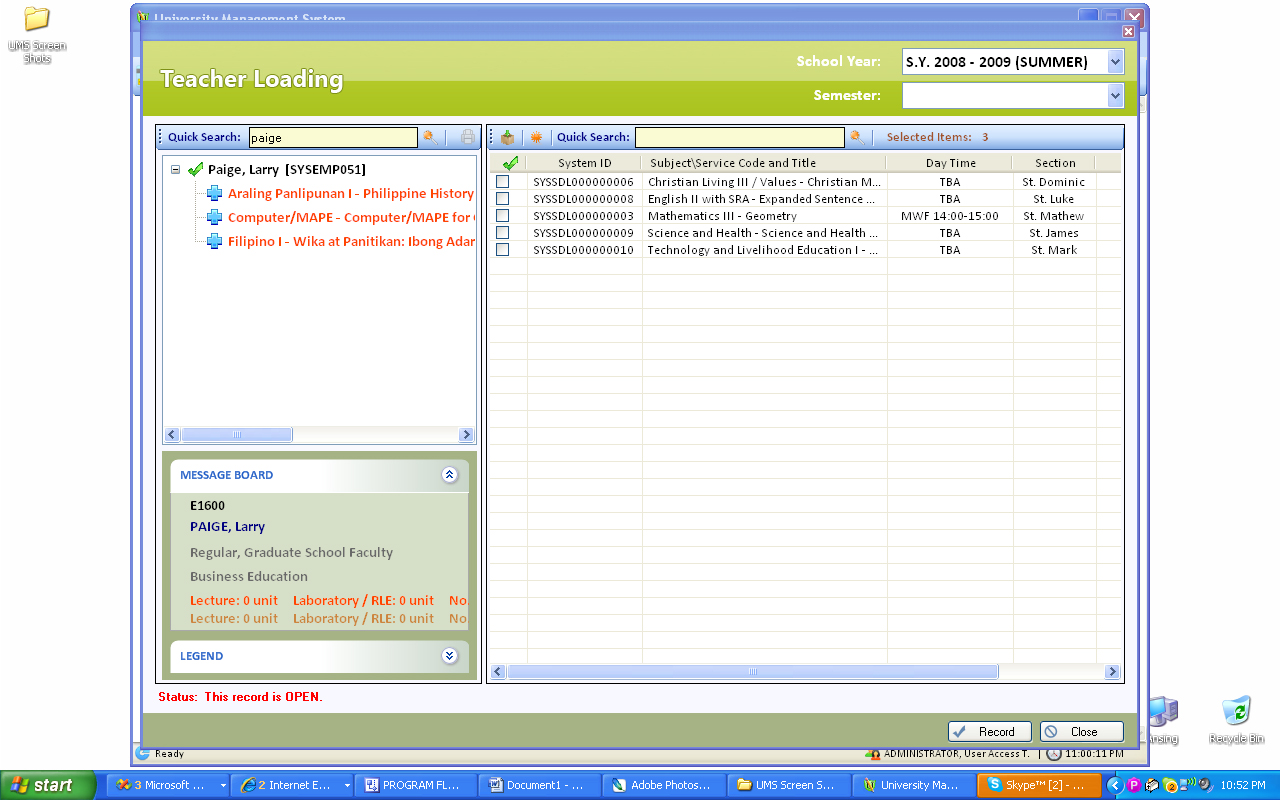 UMS Screen
Shots
University Management System
Teacher Loading
School Year:
S.Y. 2008 - 2009 (SUMMER)
Semester:
Quick Search:
paige
Paige, Larry [SYSEMP051]
Araling Panlipunan I - Philippine History
Computer/MAPE - Computer/MAPE for
Filipino I - Wika at Panitikan: Ibong Adar
Quick Search:
Selected Items: 3
System ID Subject\Service Code and Title Day Time Section
SYSSDL000000006 Christian Living III / Values - Christian M... TBA St. Dominic
SYSSDL000000008 English II with SRA - Expanded Sentence ... TBA St. Luke
SYSSDL000000003 Mathematics III - Geometry MWF 14:00-15:00 St. Mathew
SYSSDL000000009 Science and Health - Science and Health ... TBA St. James
SYSSDL000000010 Technology and Livelihood Education I - ... TBA St. Mark
MESSAGE BOARD
E1600
PAIGE, Larry
Regular, Graduate School Faculty
Business Education
Lecture: 0 unit Laboratory / RLE: 0 unit No.
Lecture: 0 unit Laboratory / RLE: 0 unit No.
LEGEND
Status: This record is OPEN.
Record
Close
Ansing
Recycle Bin
Ready
ADMINISTRATOR, User Access T. | 11:00:11 PM
start
3 Microsoft ...
2 Internet E...
PROGRAM FL...
Document1 - ...
Adobe Photos...
UMS Screen S...
University Ma...
Skype™ [2] - ...
10:52 PM